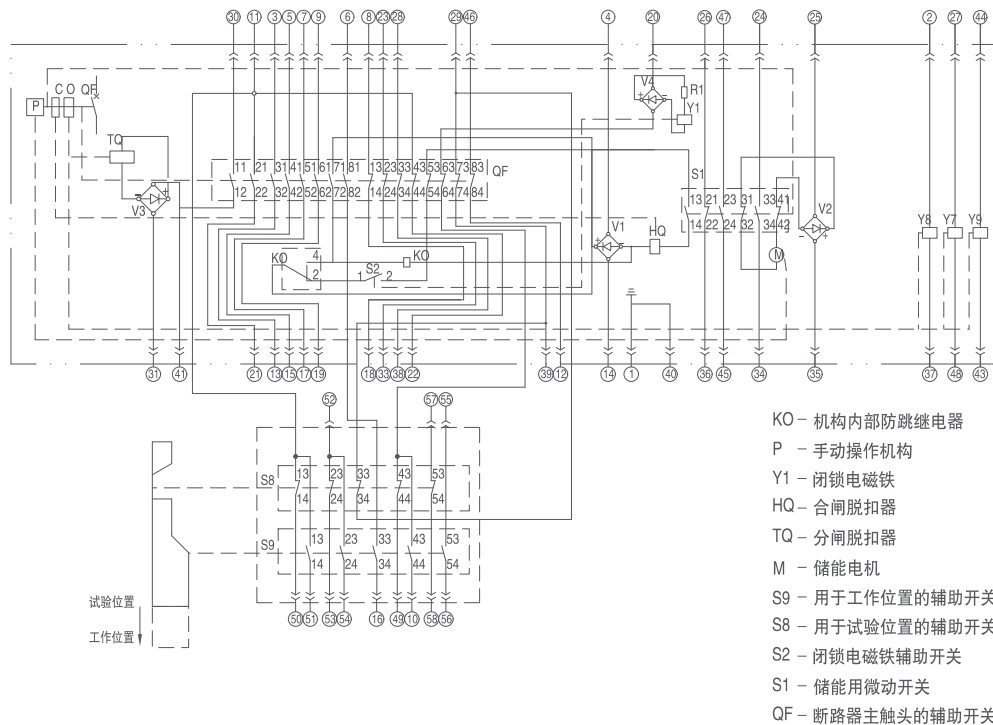 30 11 3 5 7 9 6 8 23 28 29 46 4 20 26 47 24 25 2 27 44
P C O QF
TQ
V3
V4
R1
Y1
11 21 31 41 51 61 71 81 13 23 33 43 53 63 73 83
12 22 32 42 52 62 72 82 14 24 34 44 54 64 74 84
QF
S1
13 21 23 31 33 41
14 22 24 32 34 42
V1
HQ
V2
M
Y8 Y7 Y9
KO 4 2
S2 1 2
KO
31 41 21 13 15 17 19 18 33 38 22 39 12 14 1 40 36 45 34 35 37 48 43
52 57 55
S8
13 23 33 43 53
14 24 34 44 54
S9
13 23 33 43 53
14 24 34 44 54
50 51 53 54 16 49 10 58 56
试验位置
工作位置
KO – 机构内部防跳继电器
P – 手动操作机构
Y1 – 闭锁电磁铁
HQ – 合闸脱扣器
TQ – 分闸脱扣器
M – 储能电机
S9 – 用于工作位置的辅助开关
S8 – 用于试验位置的辅助开关
S2 – 闭锁电磁铁辅助开关
S1 – 储能用微动开关
QF – 断路器主触头的辅助开关